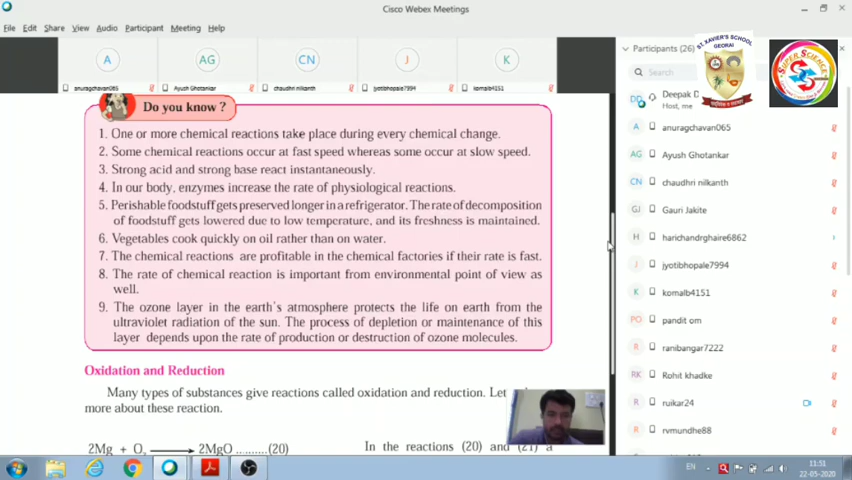 Cisco Webex Meetings
File Edit Share View Audio Participant Meeting Help
A AG CN J K
anuragchavan065 Ayush Ghotankar chaudhri nilkanth jyotibhopale7994 komalb4151
Do you know ?
1. One or more chemical reactions take place during every chemical change.
2. Some chemical reactions occur at fast speed whereas some occur at slow speed.
3. Strong acid and strong base react instantaneously.
4. In our body, enzymes increase the rate of physiological reactions.
5. Perishable foodstuff gets preserved longer in a refrigerator. The rate of decomposition
of foodstuff gets lowered due to low temperature, and its freshness is maintained.
6. Vegetables cook quickly on oil rather than on water.
7. The chemical reactions are profitable in the chemical factories if their rate is fast.
8. The rate of chemical reaction is important from environmental point of view as
well.
9. The ozone layer in the earth's atmosphere protects the life on earth from the
ultraviolet radiation of the sun. The process of depletion or maintenance of this
layer depends upon the rate of production or destruction of ozone molecules.
Oxidation and Reduction
Many types of substances give reactions called oxidation and reduction. Let
more about these reaction.
2Mg + O₂ ⟶ 2MgO .........(20)
In the reactions (20) and (21) a
Participants (26)
Search
Deepak D
Host, me
A anuragchavan065
AG Ayush Ghotankar
CN chaudhri nilkanth
GJ Gauri Jakite
H harichandrghaire6862
J jyotibhopale7994
K komalb4151
PO pandit om
R ranibangar7222
RK Rohit khadke
R ruikar24
R rvmundhe88
ST. XAVIER'S SCHOOL
GEORAI
SUPER SCIENCE
EN
11:51
22-05-2020